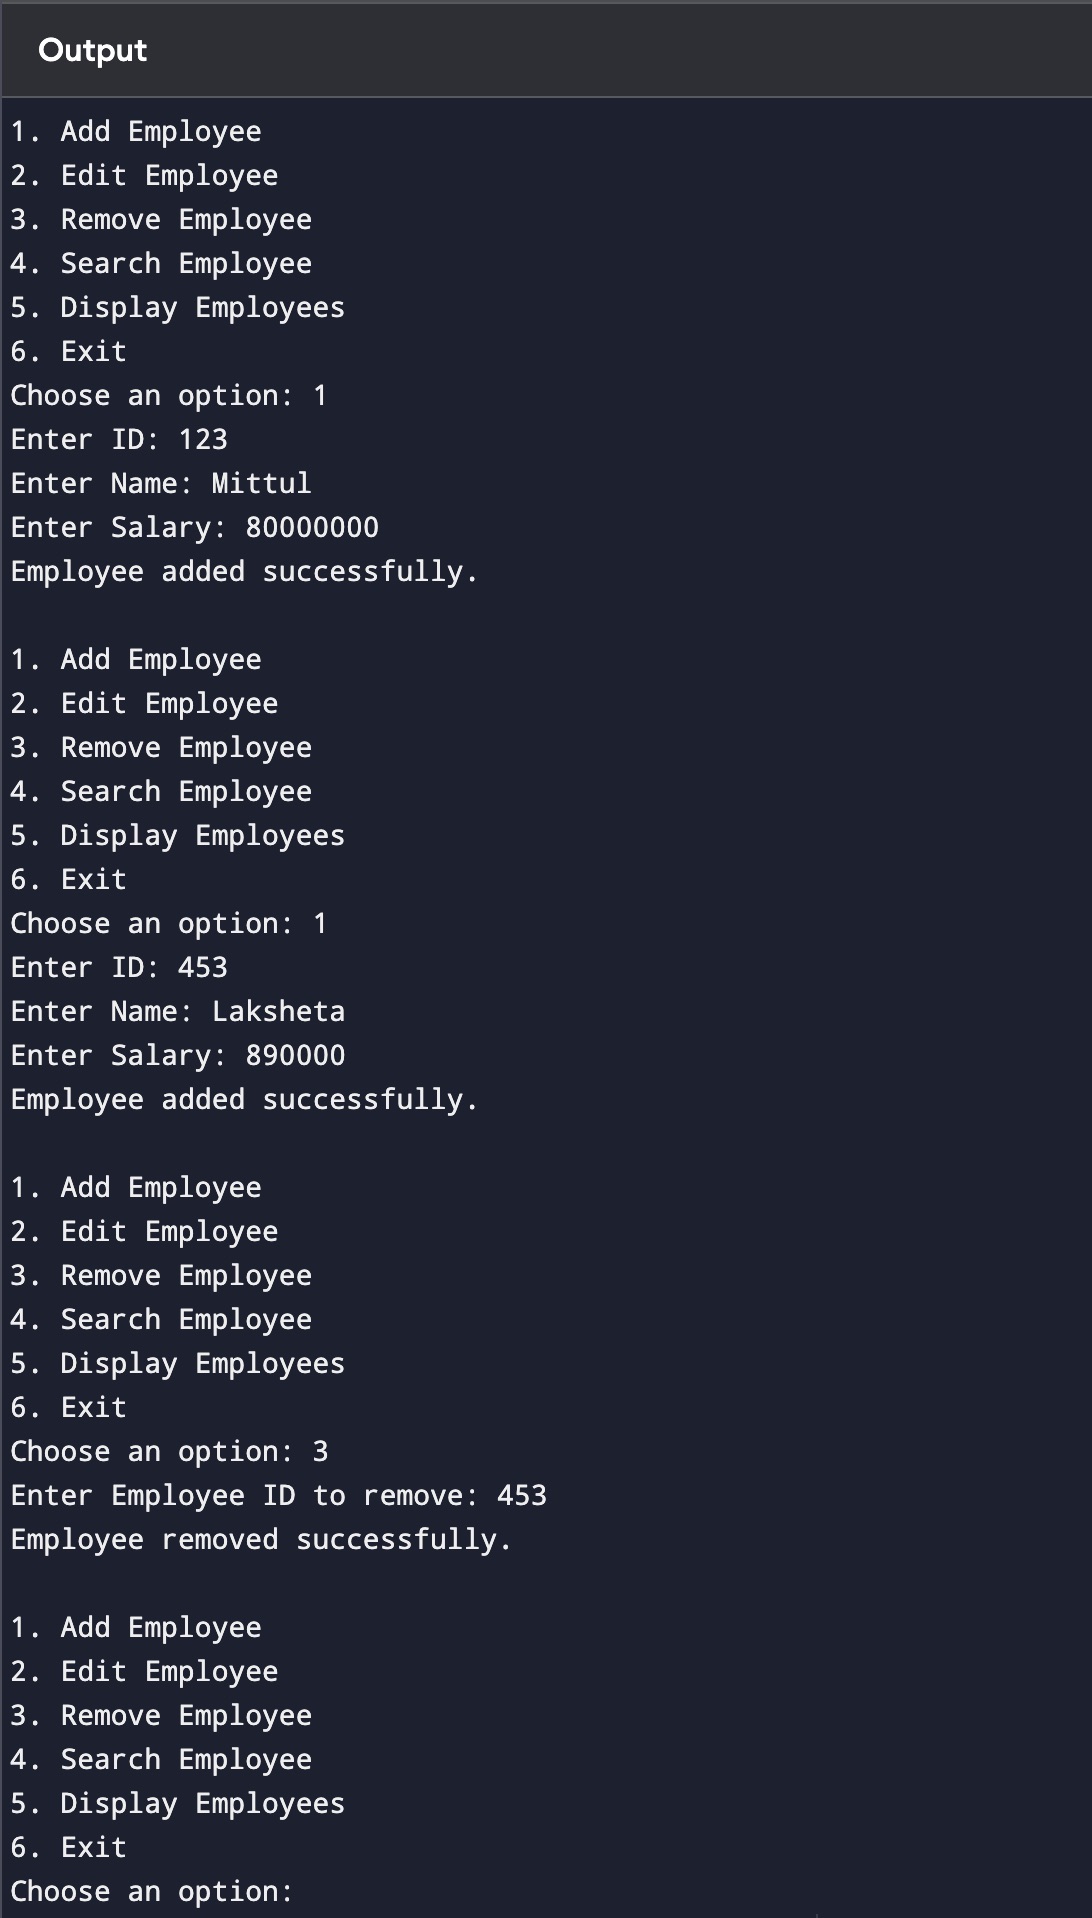 Output
1. Add Employee
2. Edit Employee
3. Remove Employee
4. Search Employee
5. Display Employees
6. Exit
Choose an option: 1
Enter ID: 123
Enter Name: Mittul
Enter Salary: 80000000
Employee added successfully.

1. Add Employee
2. Edit Employee
3. Remove Employee
4. Search Employee
5. Display Employees
6. Exit
Choose an option: 1
Enter ID: 453
Enter Name: Laksheta
Enter Salary: 890000
Employee added successfully.

1. Add Employee
2. Edit Employee
3. Remove Employee
4. Search Employee
5. Display Employees
6. Exit
Choose an option: 3
Enter Employee ID to remove: 453
Employee removed successfully.

1. Add Employee
2. Edit Employee
3. Remove Employee
4. Search Employee
5. Display Employees
6. Exit
Choose an option: